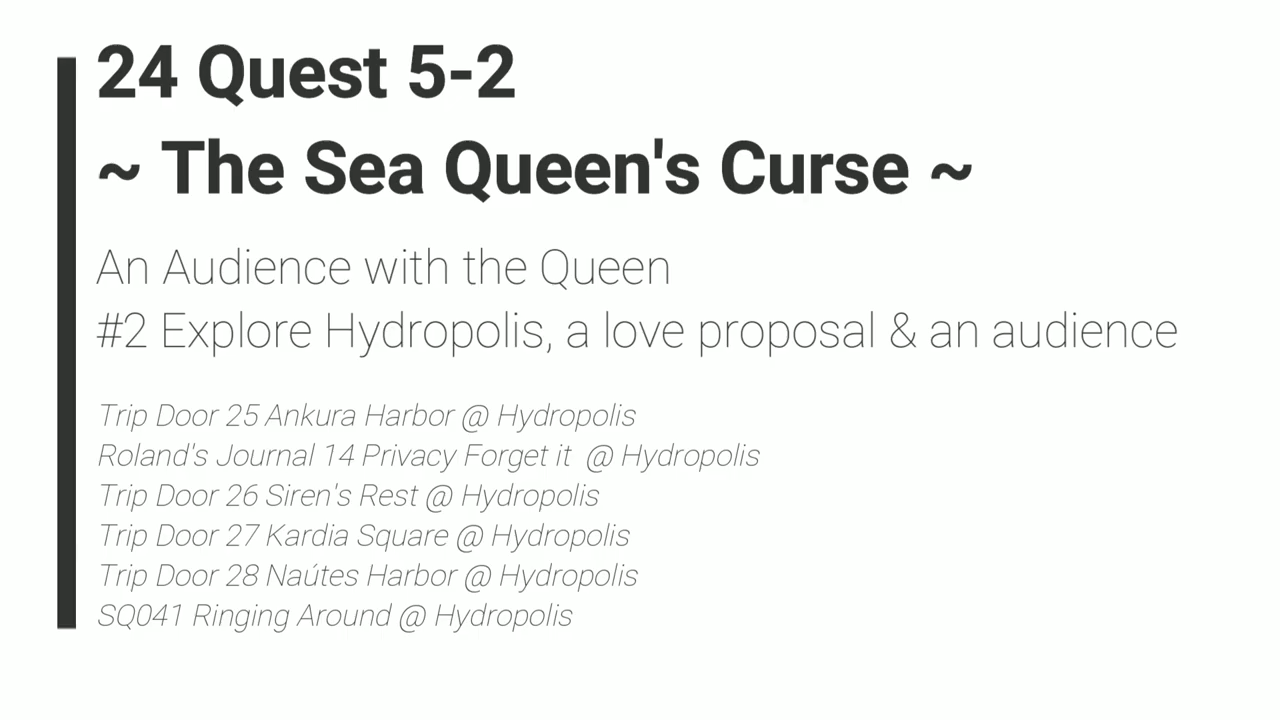 24 Quest 5-2
~ The Sea Queen's Curse ~
An Audience with the Queen
#2 Explore Hydropolis, a love proposal & an audience
Trip Door 25 Ankura Harbor @ Hydropolis
Roland's Journal 14 Privacy Forget it  @ Hydropolis
Trip Door 26 Siren's Rest @ Hydropolis
Trip Door 27 Kardia Square @ Hydropolis
Trip Door 28 Naútes Harbor @ Hydropolis
SQ041 Ringing Around @ Hydropolis